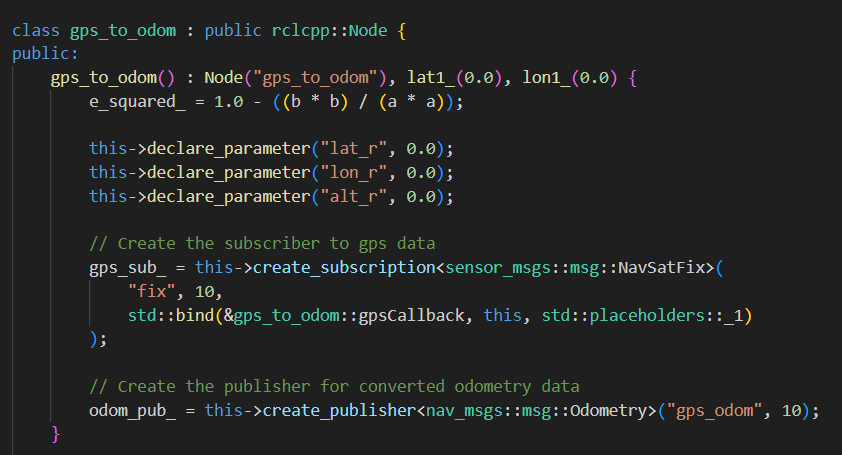 class gps_to_odom : public rclcpp::Node {
public:
    gps_to_odom() : Node("gps_to_odom"), lat1_(0.0), lon1_(0.0) {
        e_squared_ = 1.0 - ((b * b) / (a * a));

        this->declare_parameter("lat_r", 0.0);
        this->declare_parameter("lon_r", 0.0);
        this->declare_parameter("alt_r", 0.0);

        // Create the subscriber to gps data
        gps_sub_ = this->create_subscription<sensor_msgs::msg::NavSatFix>(
            "fix", 10,
            std::bind(&gps_to_odom::gpsCallback, this, std::placeholders::_1)
        );

        // Create the publisher for converted odometry data
        odom_pub_ = this->create_publisher<nav_msgs::msg::Odometry>("gps_odom", 10);
    }